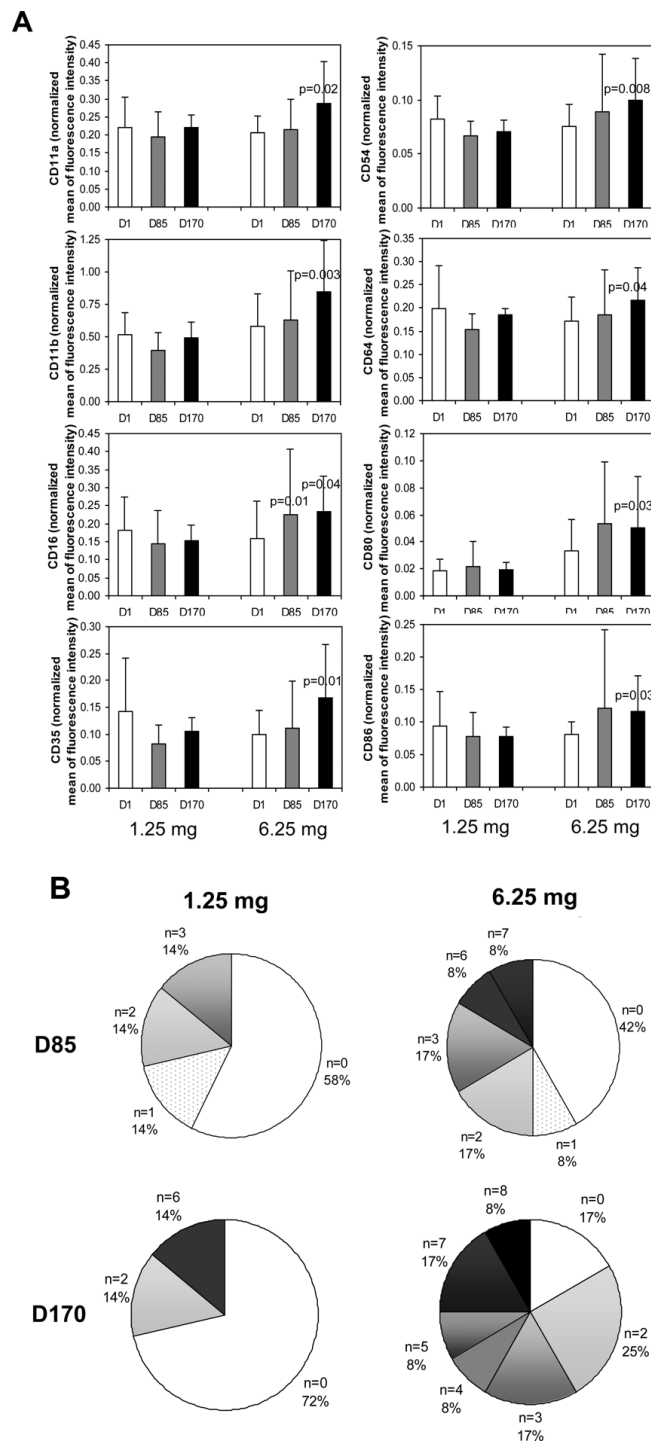 A
CD11a (normalized
mean of fluorescence intensity)
0.45
0.40
0.35
0.30
0.25
0.20
0.15
0.10
0.05
0.00
p=0.02
D1 D85 D170 D1 D85 D170
CD54 (normalized
mean of fluorescence intensity)
0.15
0.10
0.05
0.00
p=0.008
D1 D85 D170 D1 D85 D170
CD11b (normalized
mean of fluorescence intensity)
1.25
1.00
0.75
0.50
0.25
0.00
p=0.003
D1 D85 D170 D1 D85 D170
CD64 (normalized
mean of fluorescence intensity)
0.35
0.30
0.25
0.20
0.15
0.10
0.05
0.00
p=0.04
D1 D85 D170 D1 D85 D170
CD16 (normalized
mean of fluorescence intensity)
0.45
0.40
0.35
0.30
0.25
0.20
0.15
0.10
0.05
0.00
p=0.01
p=0.04
D1 D85 D170 D1 D85 D170
CD80 (normalized
mean of fluorescence intensity)
0.12
0.10
0.08
0.06
0.04
0.02
0.00
p=0.03
D1 D85 D170 D1 D85 D170
CD35 (normalized
mean of fluorescence intensity)
0.30
0.25
0.20
0.15
0.10
0.05
0.00
p=0.01
D1 D85 D170 D1 D85 D170
1.25 mg 6.25 mg
CD86 (normalized
mean of fluorescence intensity)
0.25
0.20
0.15
0.10
0.05
0.00
p=0.03
D1 D85 D170 D1 D85 D170
1.25 mg 6.25 mg
B
1.25 mg 6.25 mg
D85
n=3
14%
n=2
14%
n=1
14%
n=0
58%
n=7
8%
n=6
8%
n=3
17%
n=2
17%
n=1
8%
n=0
42%
D170
n=6
14%
n=2
14%
n=0
72%
n=8
8%
n=0
17%
n=7
17%
n=5
8%
n=4
8%
n=3
17%
n=2
25%